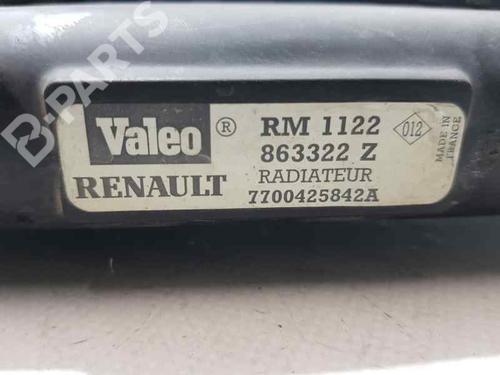 B-PARTS
Valeo ® RM 1122
863322 Z
RENAULT RADIATEUR
7700425842A
012
MADE IN
FRANCE